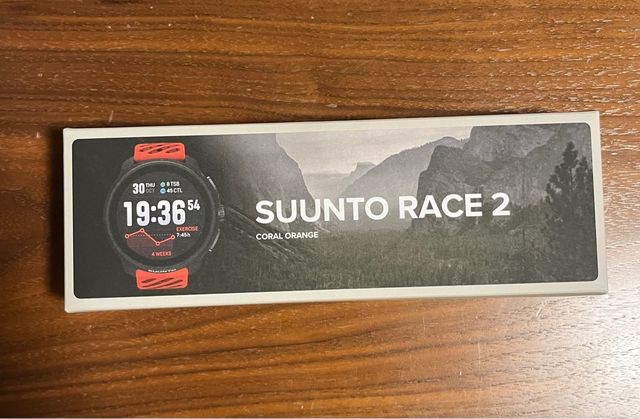 30 THU
OCT
8 TSB
45 CTL
19:36 54
EXERCISE
7:45h
4 WEEKS
SUUNTO
SUUNTO RACE 2
CORAL ORANGE